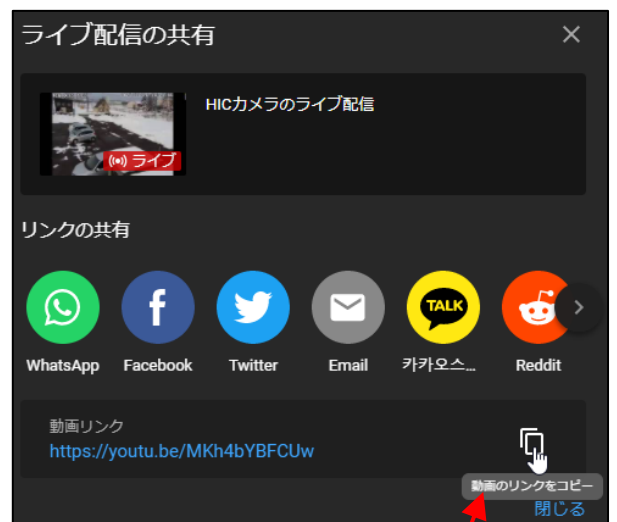 ライブ配信の共有
HICカメラのライブ配信
ライブ
リンクの共有
TALK
WhatsApp Facebook Twitter Email 카카오스... Reddit
動画リンク
https://youtu.be/MKh4bYBFCUw
動画のリンクをコピー
閉じる